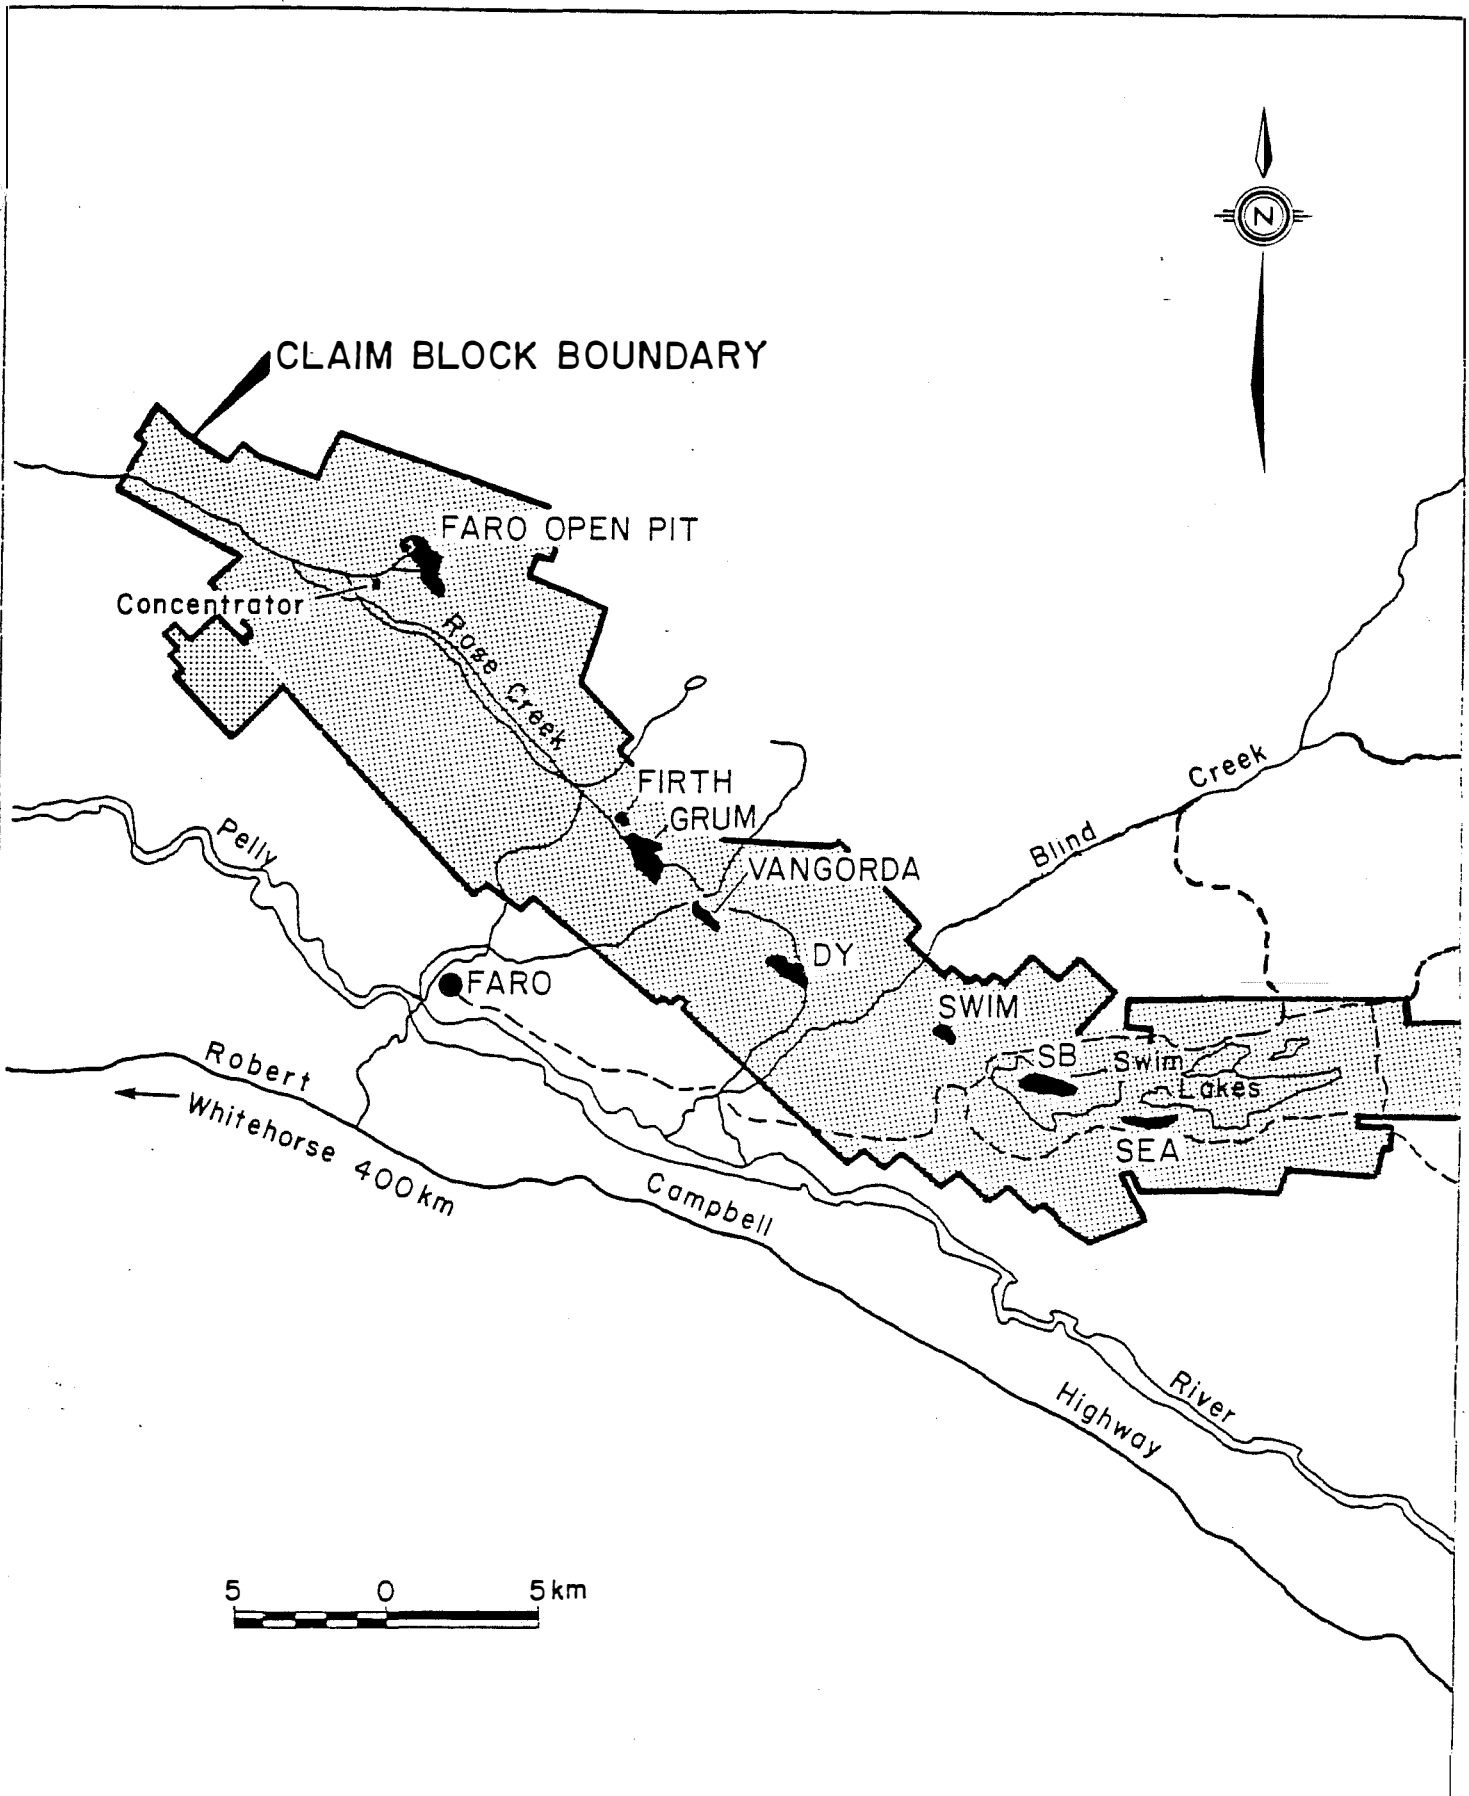 N
CLAIM BLOCK BOUNDARY
FARO OPEN PIT
Concentrator
Rose Creek
FIRTH
GRUM
VANGORDA
Blind Creek
Pelly
DY
FARO
SWIM
SB
Swim
Lakes
SEA
Robert
Whitehorse 400km
Campbell
River
Highway
5 0 5km